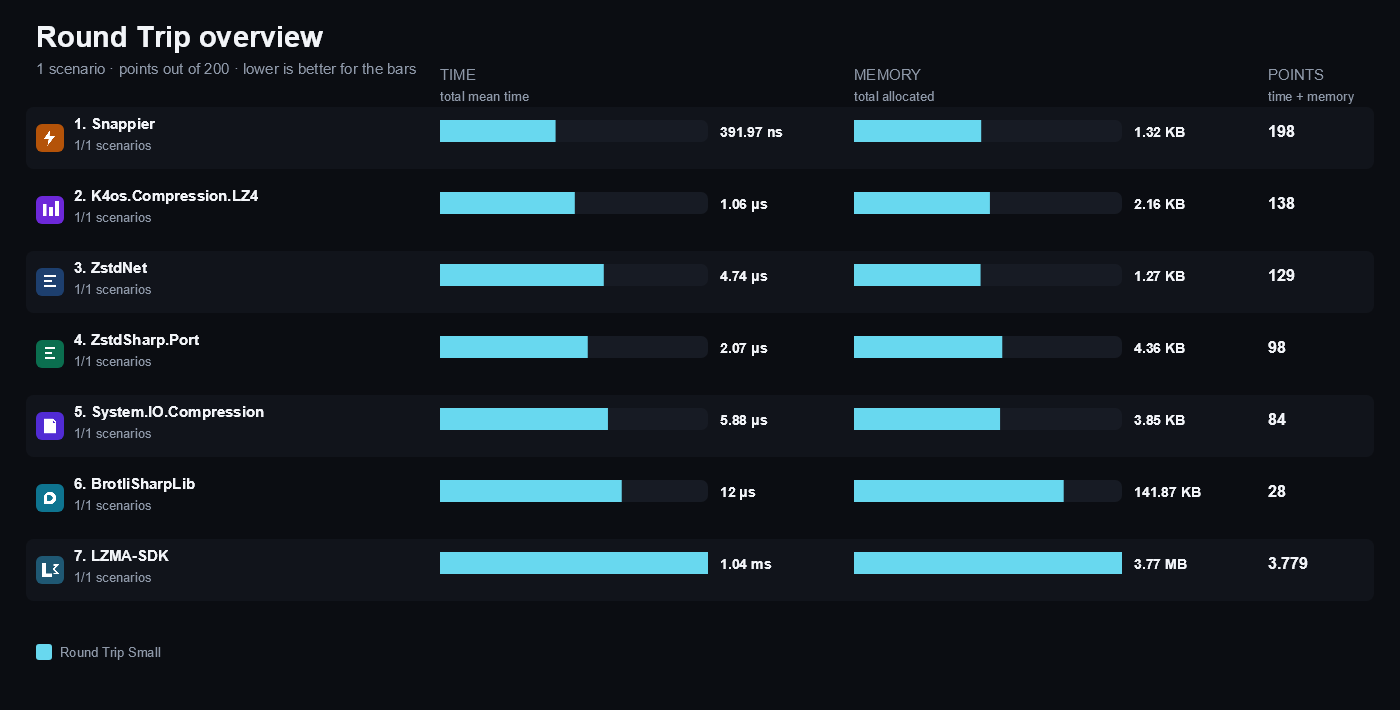 Round Trip overview
1 scenario · points out of 200 · lower is better for the bars
TIME
total mean time
MEMORY
total allocated
POINTS
time + memory
1. Snappier
1/1 scenarios
391.97 ns
1.32 KB
198
2. K4os.Compression.LZ4
1/1 scenarios
1.06 µs
2.16 KB
138
3. ZstdNet
1/1 scenarios
4.74 µs
1.27 KB
129
4. ZstdSharp.Port
1/1 scenarios
2.07 µs
4.36 KB
98
5. System.IO.Compression
1/1 scenarios
5.88 µs
3.85 KB
84
6. BrotliSharpLib
1/1 scenarios
12 µs
141.87 KB
28
7. LZMA-SDK
1/1 scenarios
1.04 ms
3.77 MB
3.779
Round Trip Small